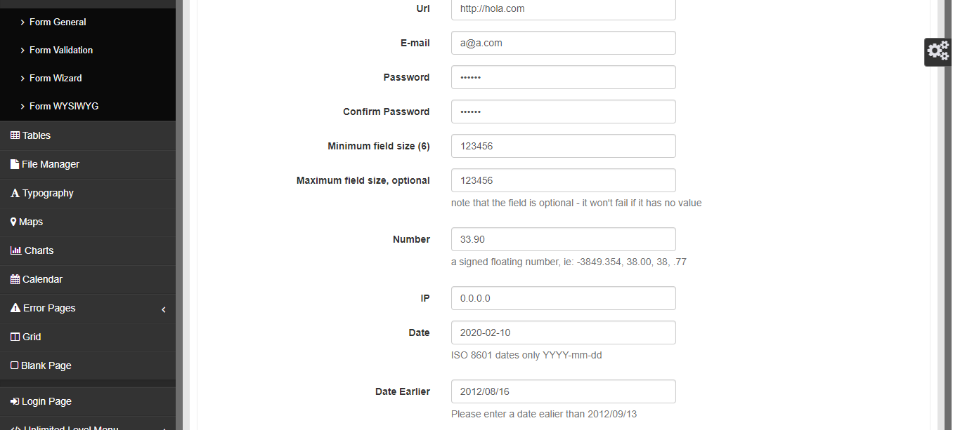 Form General
Form Validation
Form Wizard
Form WYSIWYG
Tables
File Manager
Typography
Maps
Charts
Calendar
Error Pages
Grid
Blank Page
Login Page
Unlimited Level Menu
Url http://hola.com
E-mail a@a.com
Password ••••••
Confirm Password ••••••
Minimum field size (6) 123456
Maximum field size, optional 123456
note that the field is optional - it won't fail if it has no value
Number 33.90
a signed floating number, ie: -3849.354, 38.00, 38, .77
IP 0.0.0.0
Date 2020-02-10
ISO 8601 dates only YYYY-mm-dd
Date Earlier 2012/08/16
Please enter a date ealier than 2012/09/13